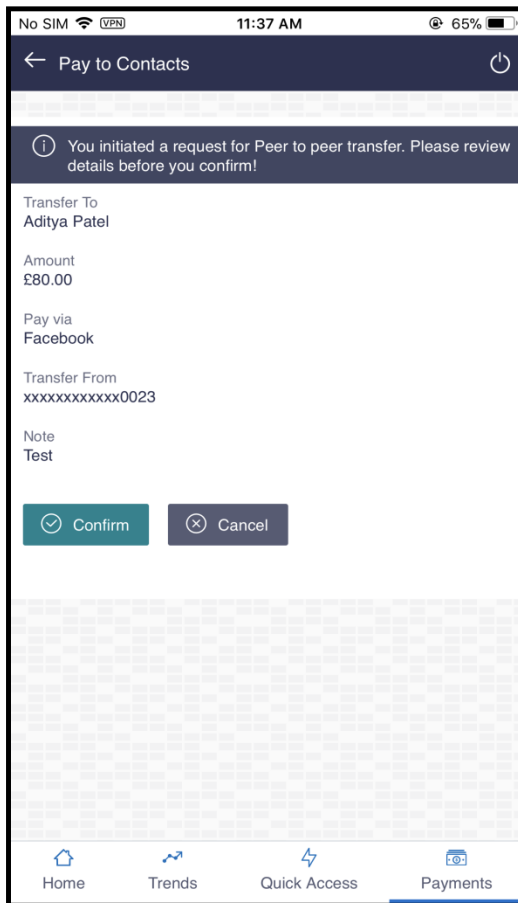 No SIM VPN 11:37 AM 65%
Pay to Contacts
You initiated a request for Peer to peer transfer. Please review
details before you confirm!
Transfer To
Aditya Patel
Amount
£80.00
Pay via
Facebook
Transfer From
xxxxxxxxxxxx0023
Note
Test
Confirm Cancel
Home Trends Quick Access Payments